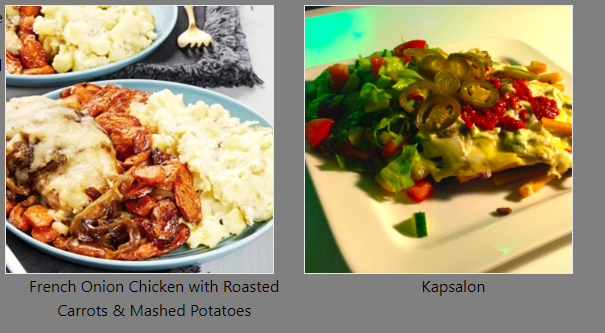 French Onion Chicken with Roasted
Carrots & Mashed Potatoes
Kapsalon